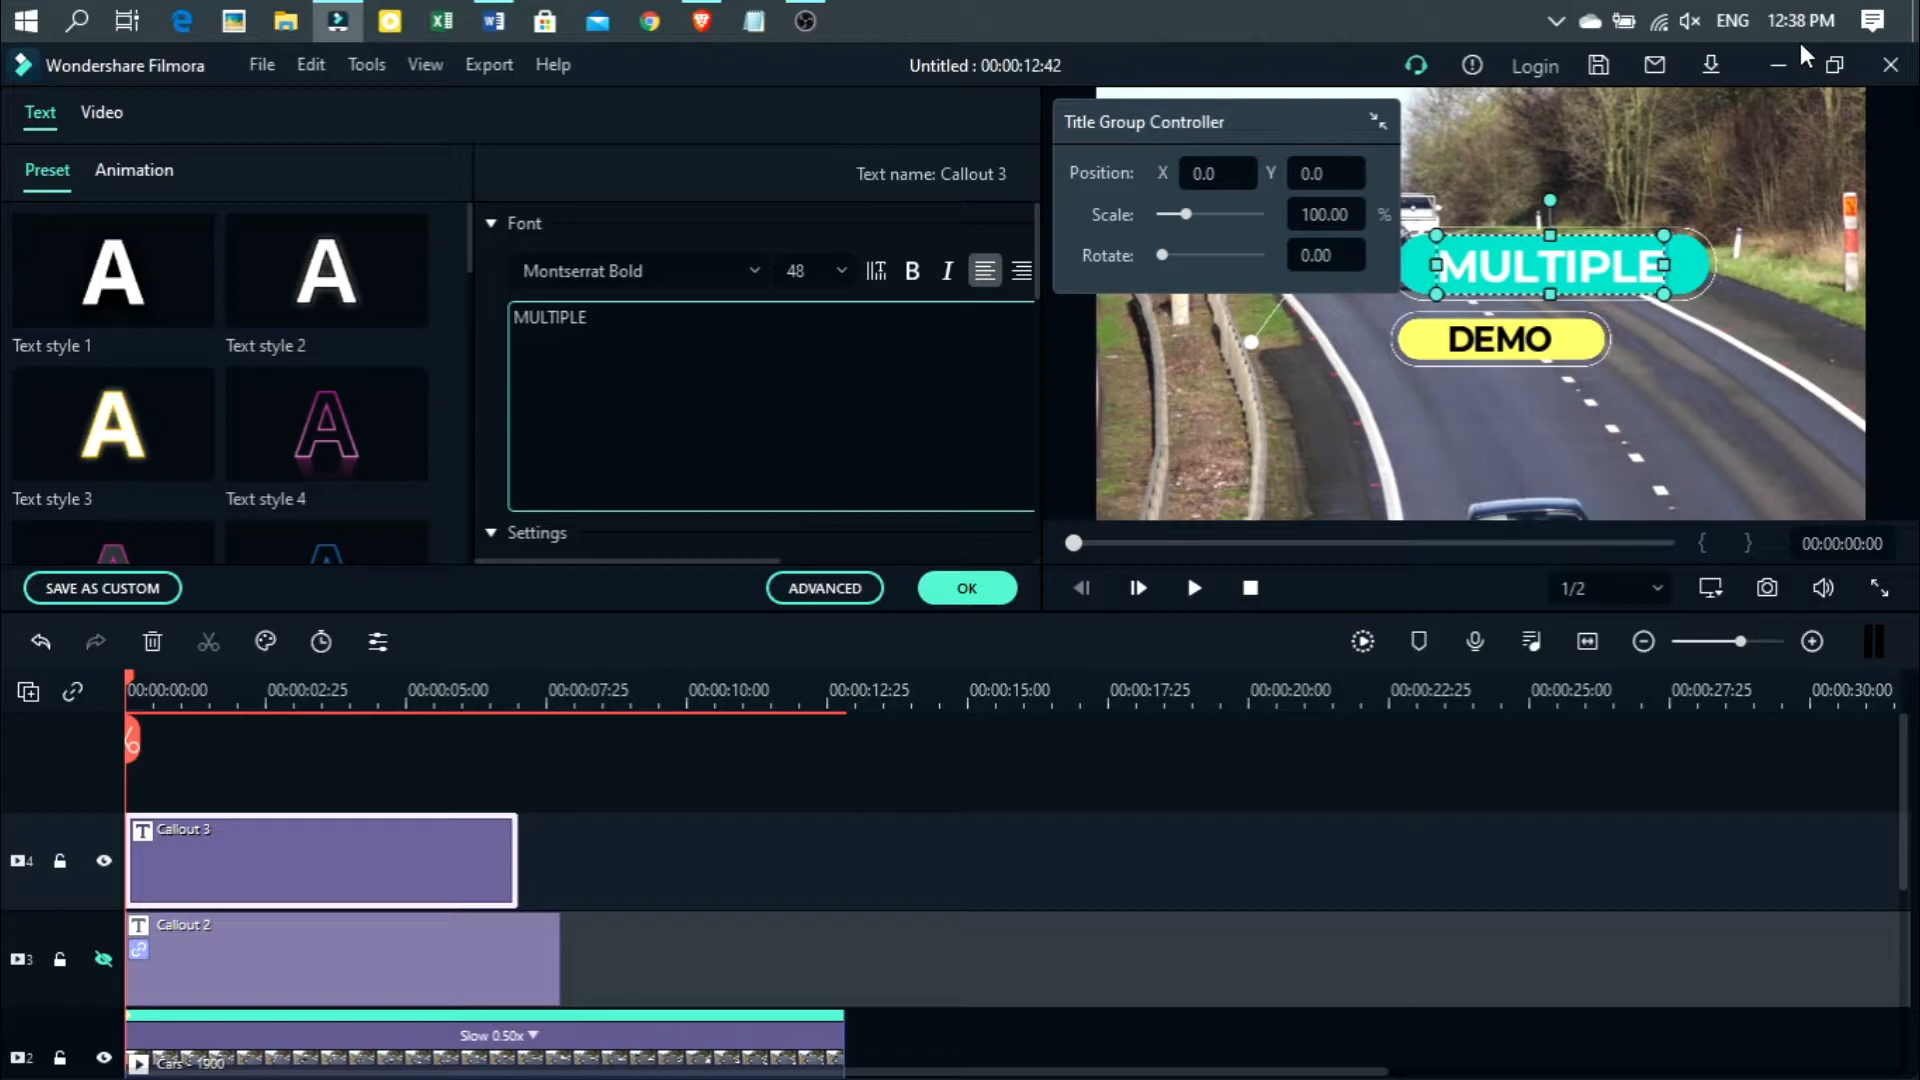 ENG 12:38 PM
Wondershare Filmora File Edit Tools View Export Help Untitled : 00:00:12:42 Login
Text Video
Preset Animation Text name: Callout 3
Title Group Controller
Position: X 0.0 Y 0.0
Scale: 100.00 %
Rotate: 0.00
Font
Montserrat Bold 48 B I
MULTIPLE
Text style 1 Text style 2
Text style 3 Text style 4
Settings
MULTIPLE
DEMO
{ } 00:00:00:00
SAVE AS CUSTOM ADVANCED OK
1/2
00:00:00:00 00:00:02:25 00:00:05:00 00:00:07:25 00:00:10:00 00:00:12:25 00:00:15:00 00:00:17:25 00:00:20:00 00:00:22:25 00:00:25:00 00:00:27:25 00:00:30:00
T Callout 3
4
T Callout 2
3
Slow 0.50x
2
Cars - 1900